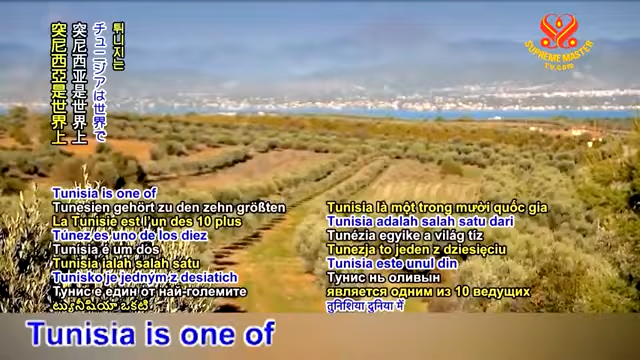 突尼西亞是世界上
突尼西亚是世界上
チュニジアは世界で
튀니지는
SUPREME MASTER
TV.com
Tunisia is one of
Tunesien gehört zu den zehn größten
La Tunisie est l'un des 10 plus
Túnez es uno de los diez
Tunísia é um dos
Tunisia ialah salah satu
Tunisko je jedným z desiatich
Тунис е един от най-големите
ట్యునీషియా ఒకటి
Tunisia là một trong mười quốc gia
Tunisia adalah salah satu dari
Tunézia egyike a világ tíz
Tunezja to jeden z dziesięciu
Tunisia este unul din
Тунис нь оливын
является одним из 10 ведущих
तुनिशिया दुनिया में
Tunisia is one of